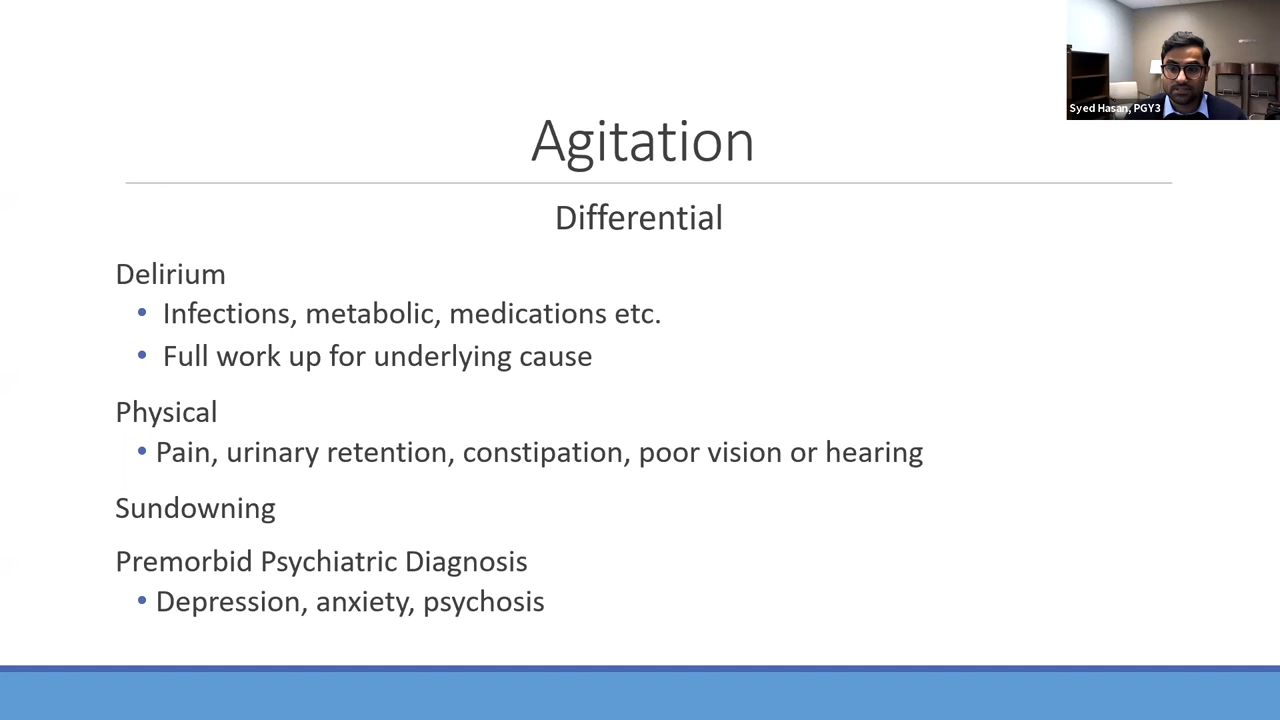 Syed Hasan, PGY3
Agitation
Differential
Delirium
• Infections, metabolic, medications etc.
• Full work up for underlying cause
Physical
• Pain, urinary retention, constipation, poor vision or hearing
Sundowning
Premorbid Psychiatric Diagnosis
• Depression, anxiety, psychosis